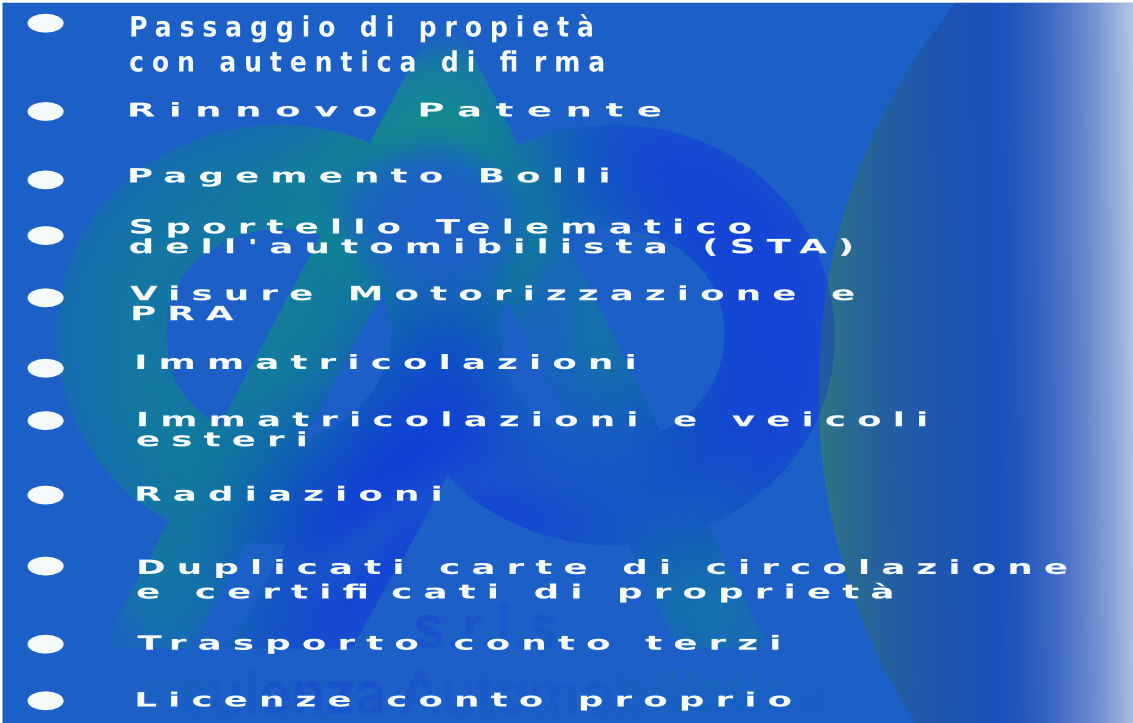 Passaggio di propietà
con autentica di firma
Rinnovo Patente
Pagemento Bolli
Sportello Telematico
dell'automibilista (STA)
Visure Motorizzazione e
PRA
Immatricolazioni
Immatricolazioni e veicoli
esteri
Radiazioni
Duplicati carte di circolazione
e certificati di proprietà
srls
Trasporto conto terzi
Licenze conto proprio